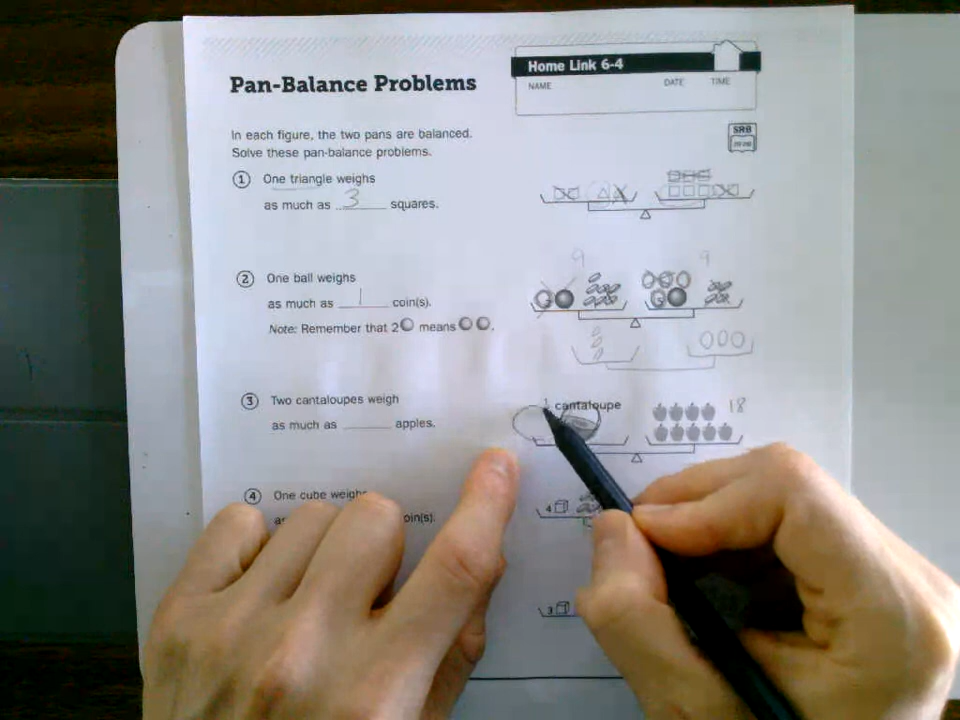 Home Link 6-4
Pan-Balance Problems
NAME DATE TIME
In each figure, the two pans are balanced.
Solve these pan-balance problems.
SRB
1 One triangle weighs
as much as 3 squares.
2 One ball weighs
as much as 1 coin(s).
Note: Remember that 2 means .
9 9
3 Two cantaloupes weigh
as much as ______ apples.
cantaloupe
18
4 One cube weighs
oin(s).
4
3